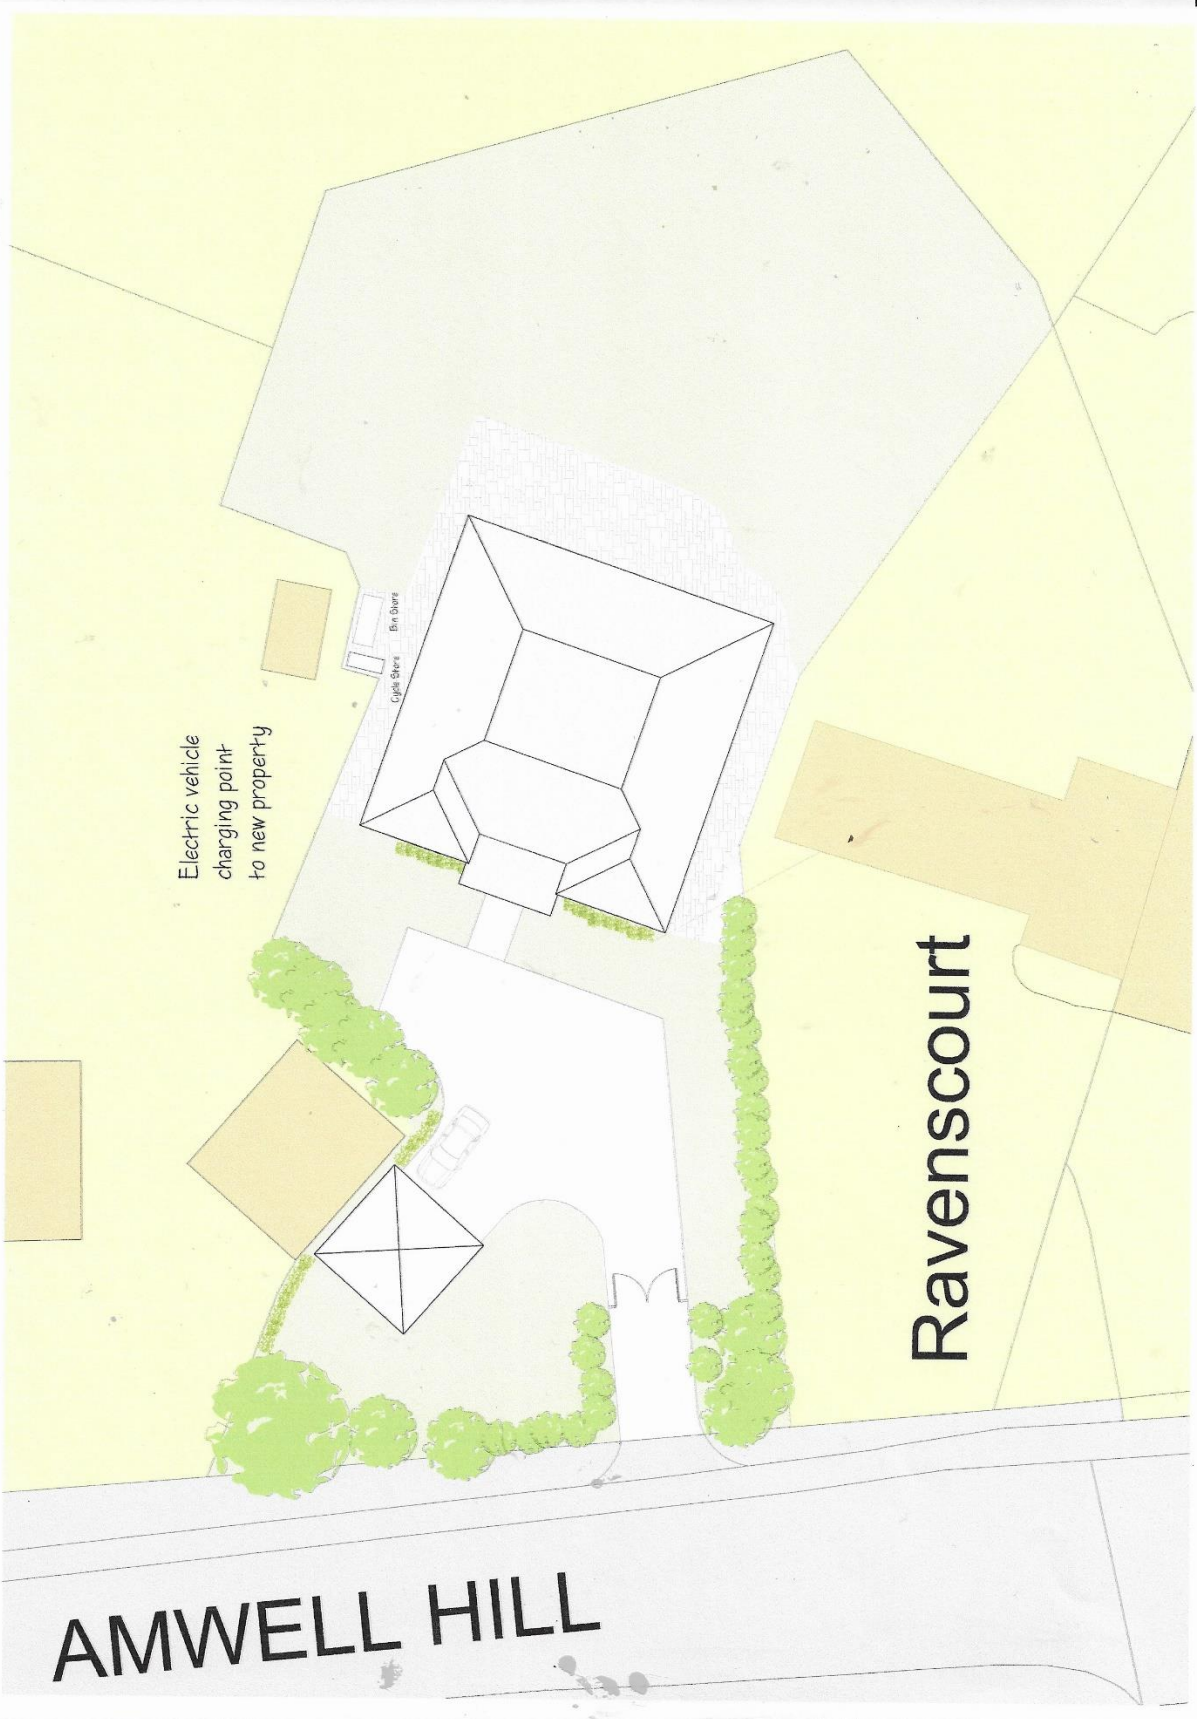 Electric vehicle
charging point
to new property
Bin Store
Cycle Store
Ravenscourt
AMWELL HILL